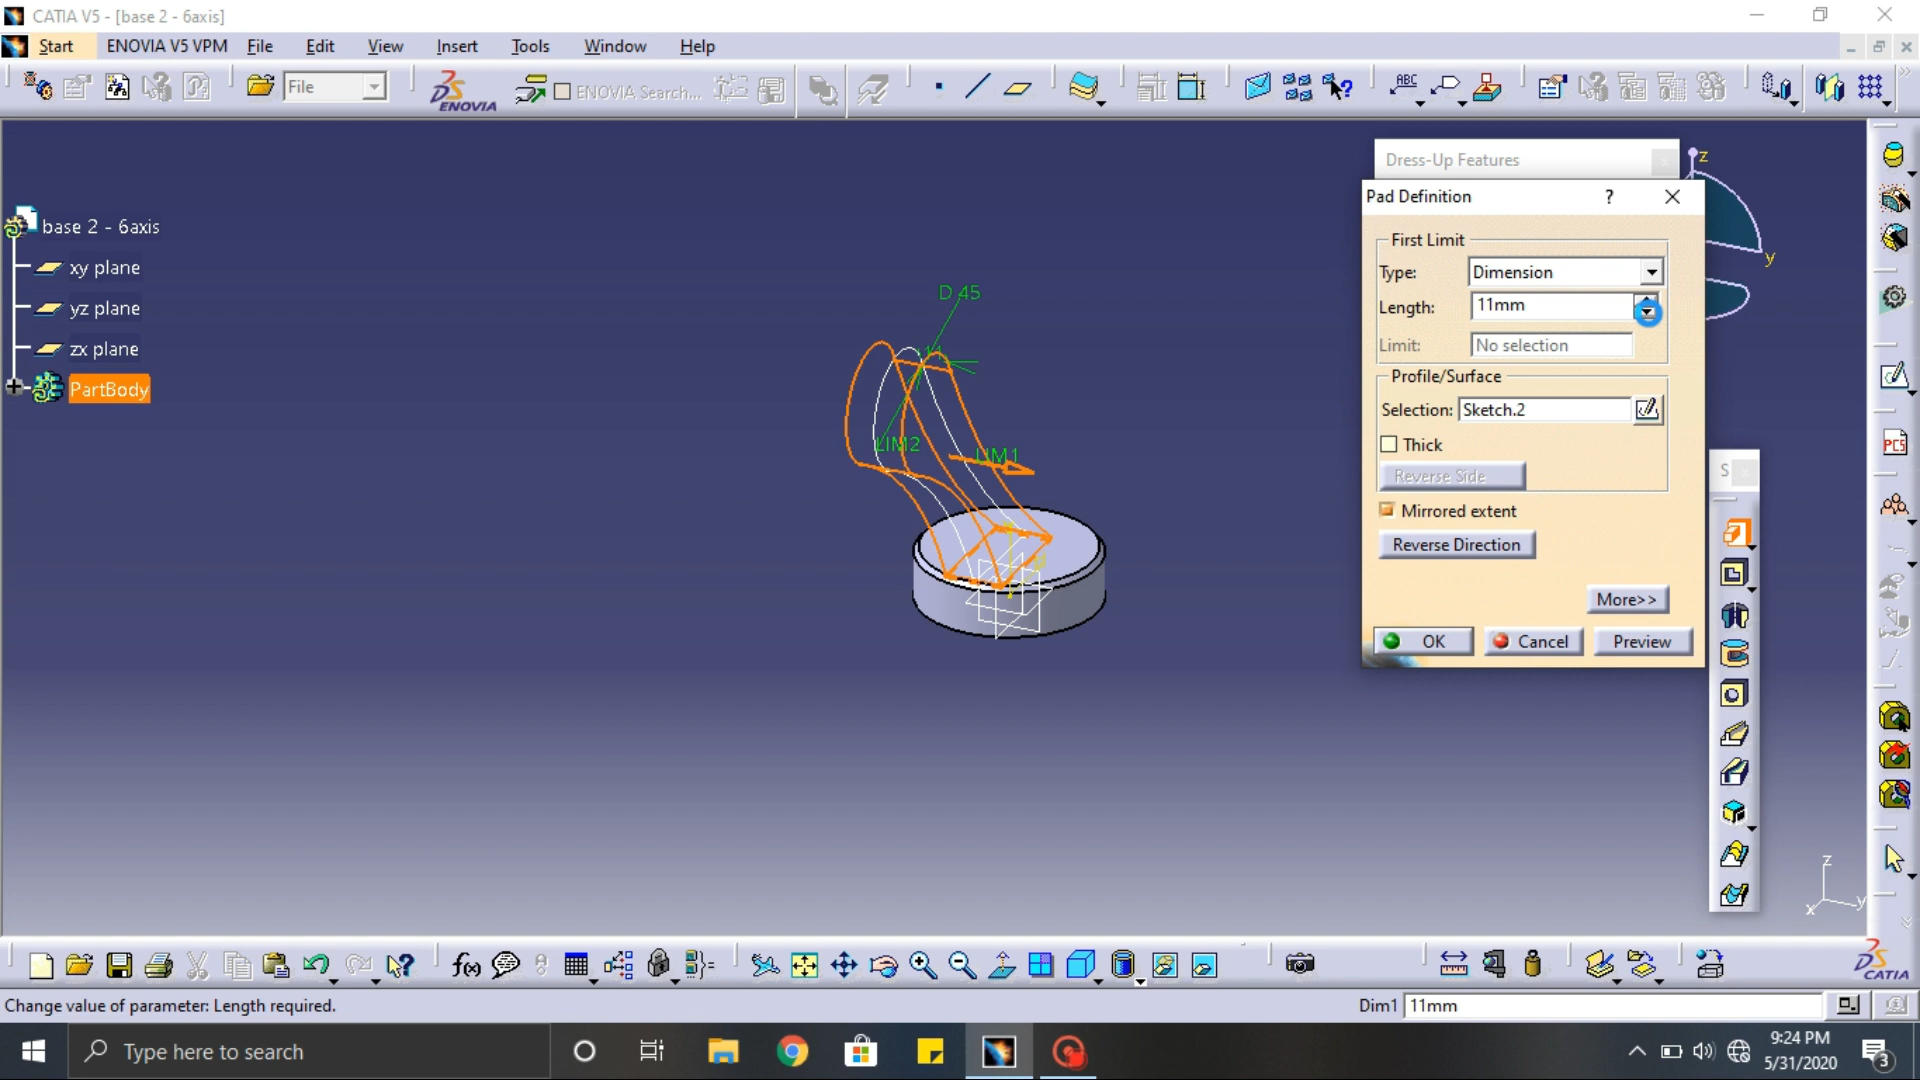 CATIA V5 - [base 2 - 6axis]
Start ENOVIA V5 VPM File Edit View Insert Tools Window Help
File
ENOVIA
ENOVIA Search...
ABC
base 2 - 6axis
xy plane
yz plane
zx plane
PartBody
D 45
11
LIM2
LIM1
Dress-Up Features
z
y
Pad Definition
?
First Limit
Type: Dimension
Length: 11mm
Limit: No selection
Profile/Surface
Selection: Sketch.2
Thick
Reverse Side
Mirrored extent
Reverse Direction
More>>
OK Cancel Preview
S
PCS
z
x
y
f(x)
CATIA
Change value of parameter: Length required.
Dim1 11mm
Type here to search
9:24 PM
5/31/2020
3